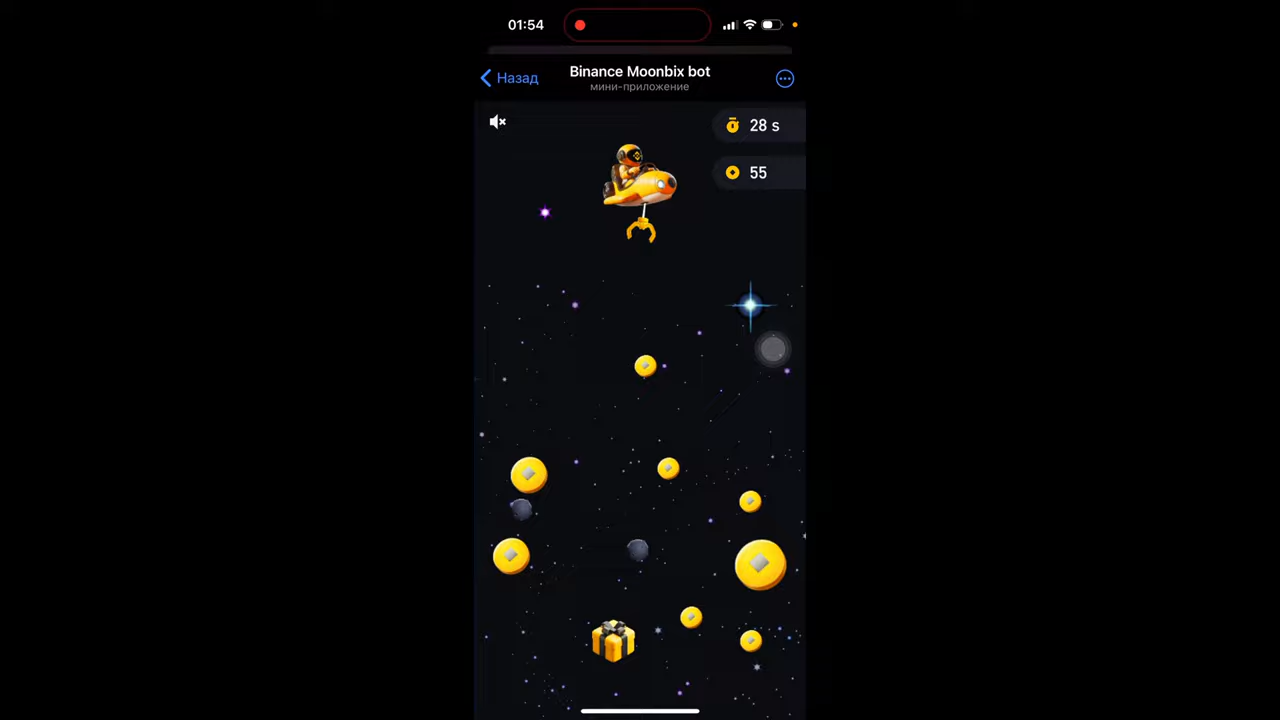 01:54
Назад
Binance Moonbix bot
мини-приложение
28 s
55